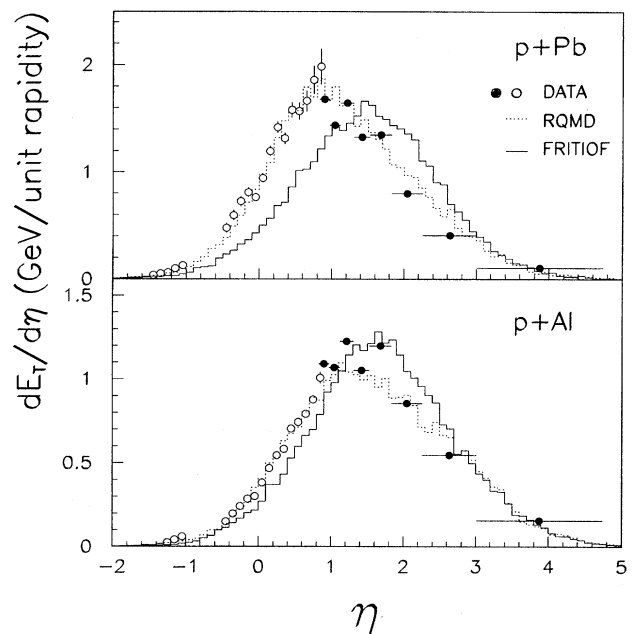 p+Pb
DATA
RQMD
FRITIOF
2
1
0
p+Al
1.5
1
0.5
0
−2 −1 0 1 2 3 4 5
η
dE_T/dη (GeV/unit rapidity)